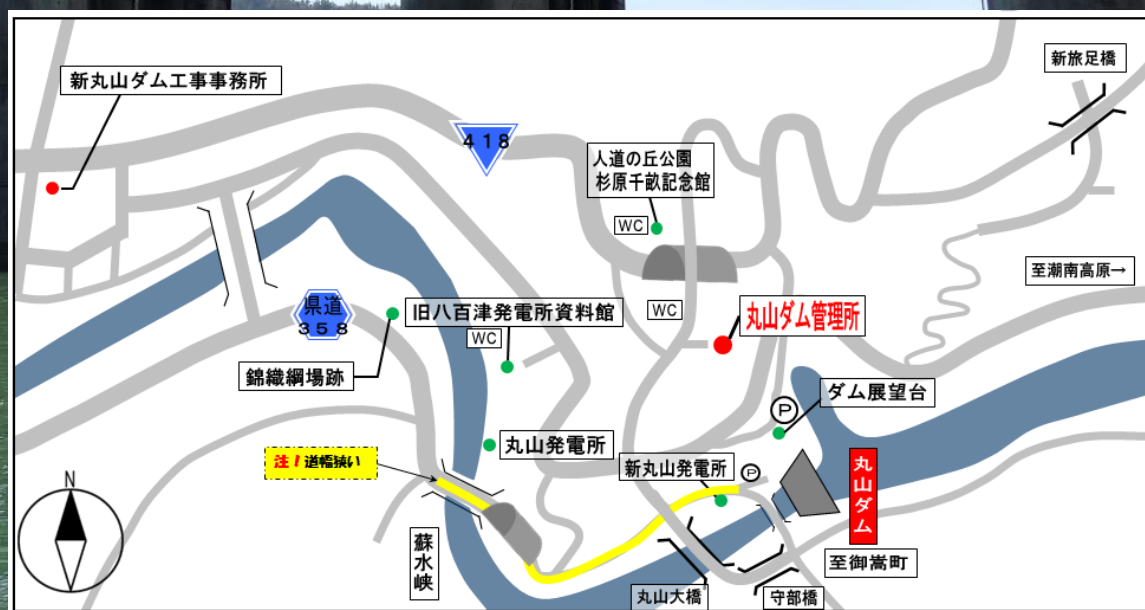 新旅足橋
新丸山ダム工事事務所
418
人道の丘公園
杉原千畝記念館
WC
至潮南高原→
県道
358
旧八百津発電所資料館
WC
WC
丸山ダム管理所
錦織綱場跡
ダム展望台
P
丸山発電所
注！道幅狭い
新丸山発電所
P
丸山ダム
N
蘇水峡
至御嵩町
丸山大橋
守部橋